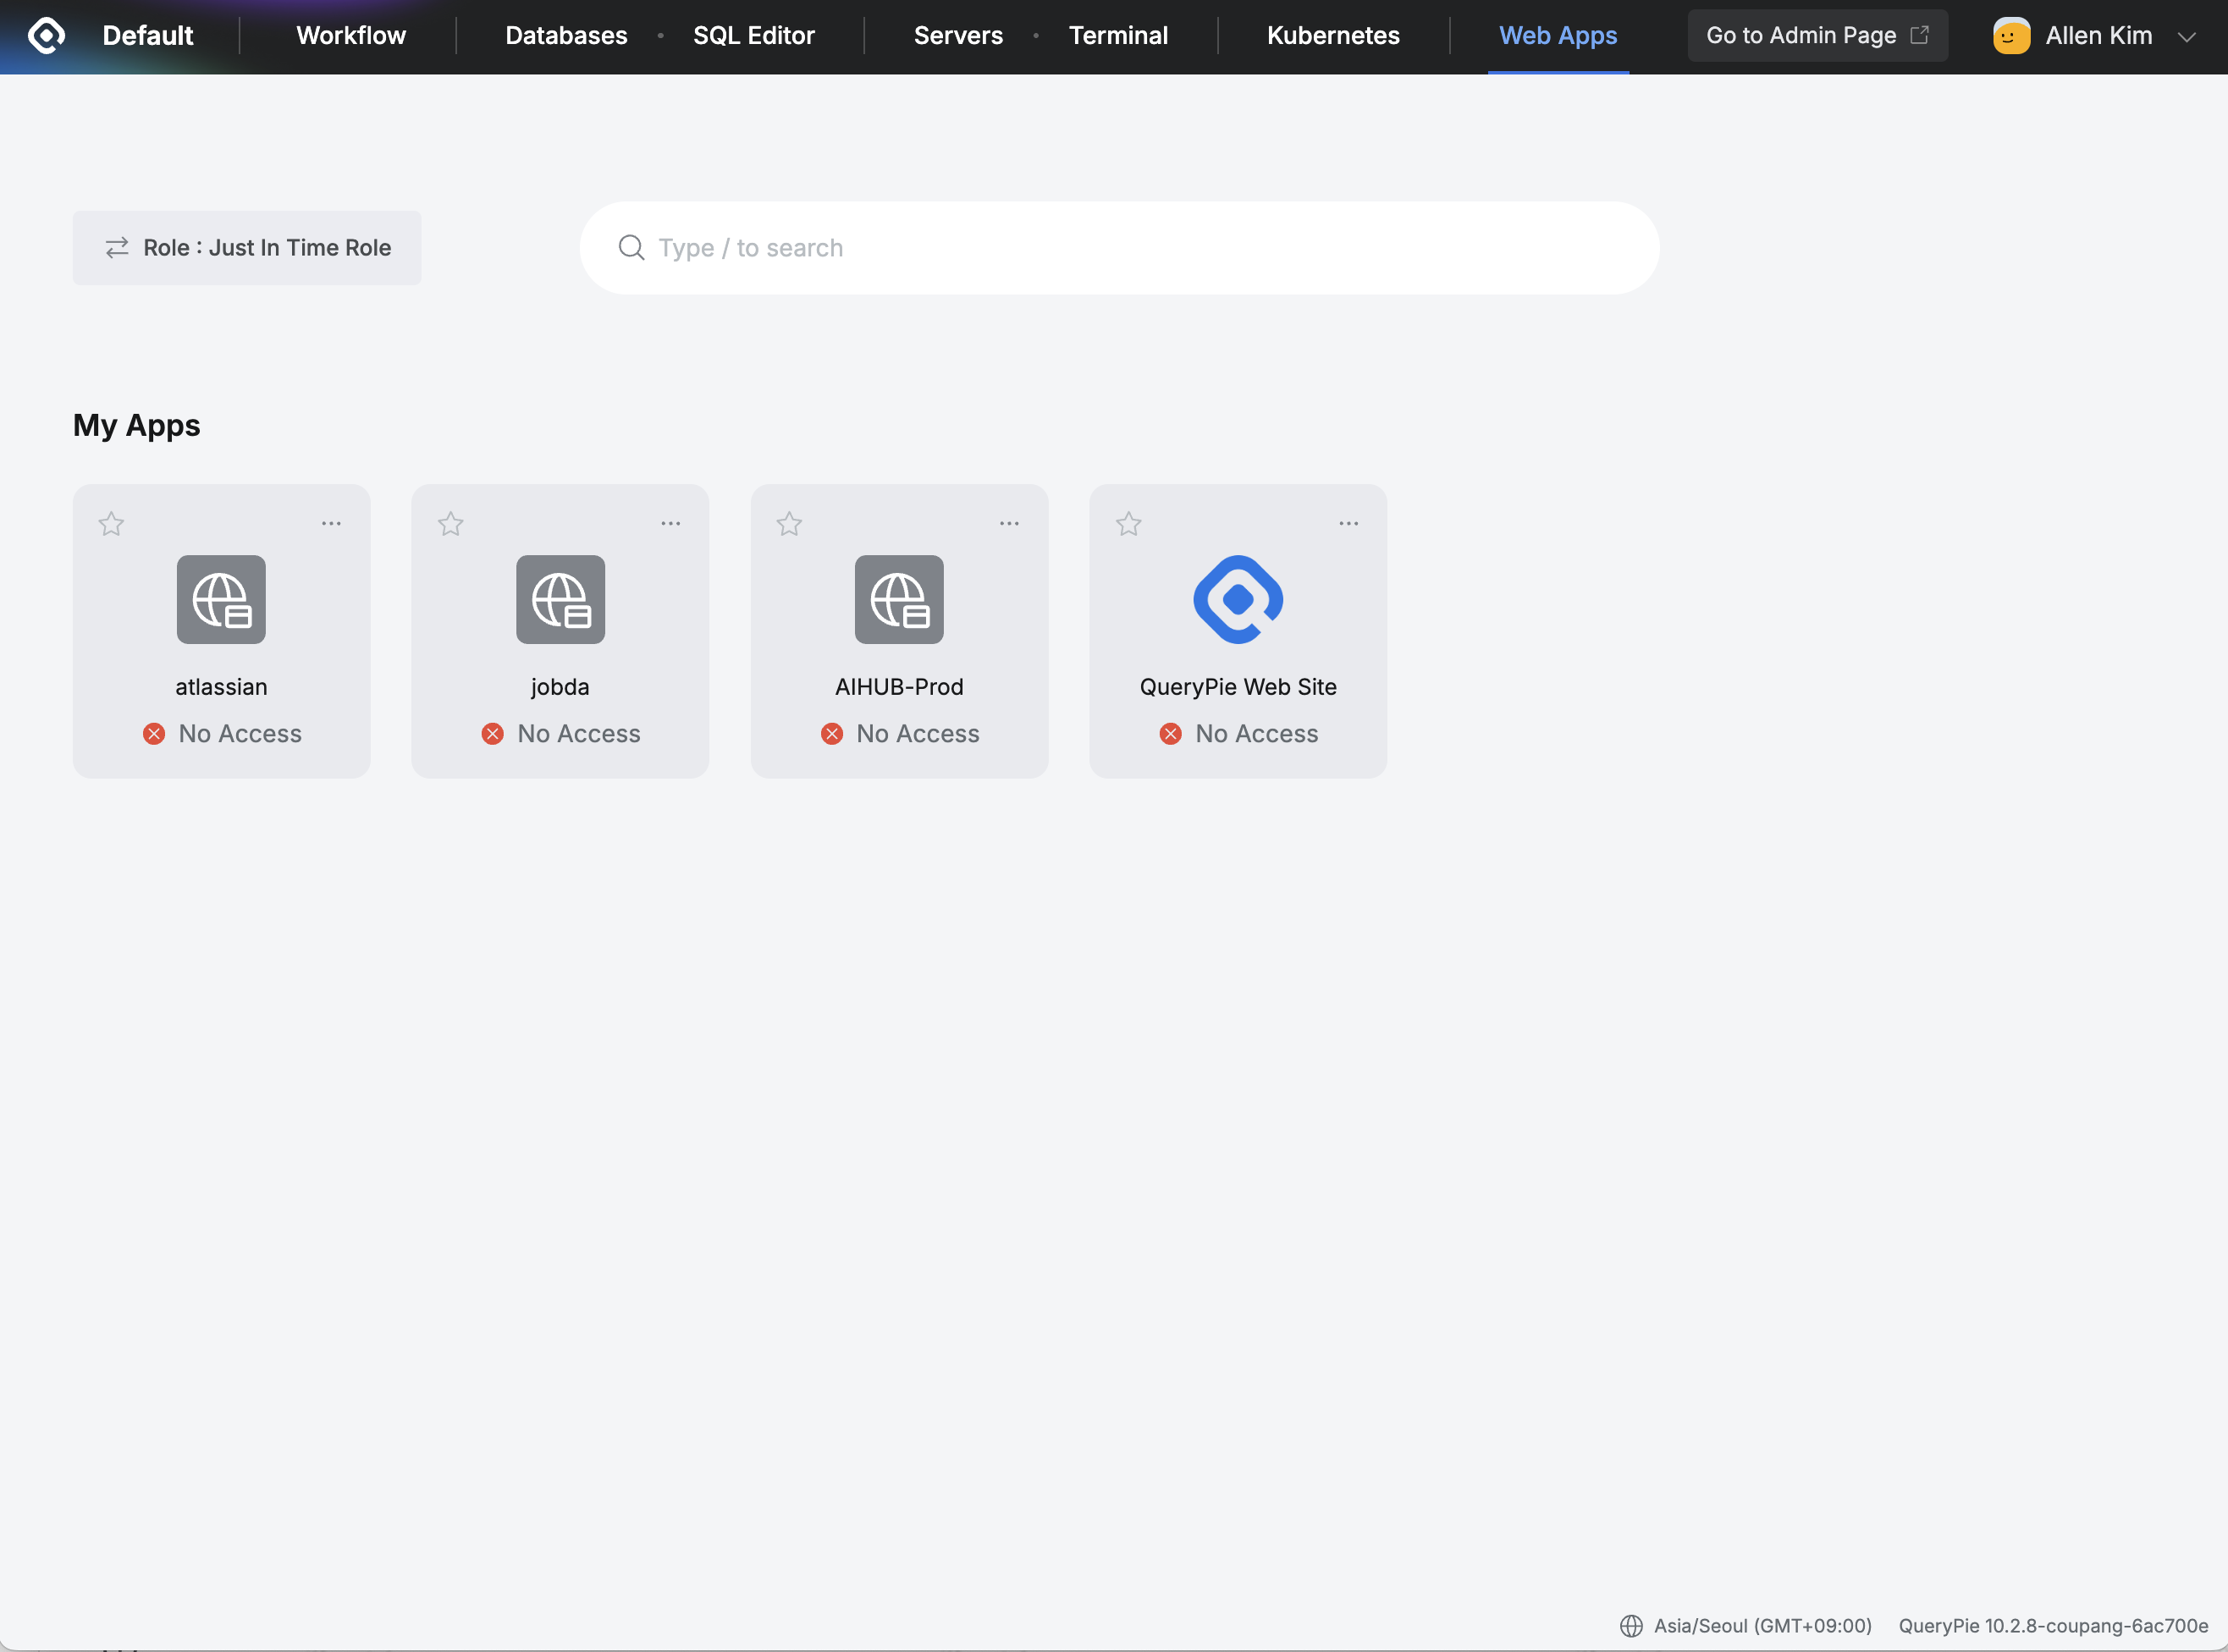 Default Workflow Databases • SQL Editor Servers • Terminal Kubernetes Web Apps Go to Admin Page Allen Kim
Role : Just In Time Role
Type / to search
My Apps
atlassian
No Access
jobda
No Access
AIHUB-Prod
No Access
QueryPie Web Site
No Access
Asia/Seoul (GMT+09:00) QueryPie 10.2.8-coupang-6ac700e